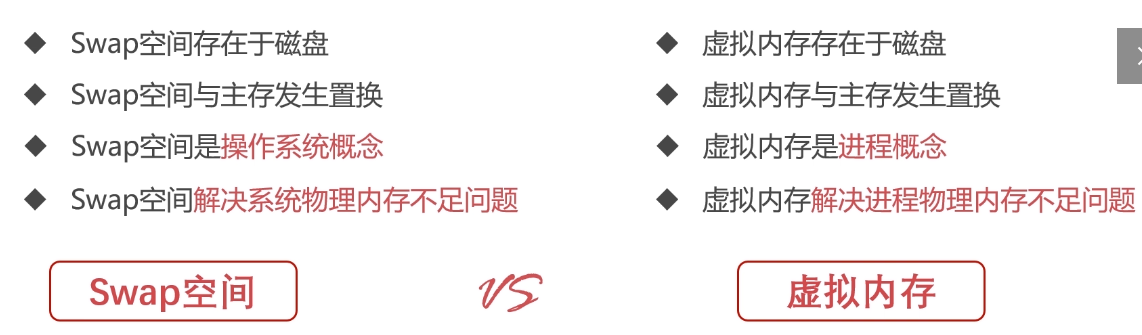 Swap空间存在于磁盘
Swap空间与主存发生置换
Swap空间是操作系统概念
Swap空间解决系统物理内存不足问题
Swap空间
VS
虚拟内存存在于磁盘
虚拟内存与主存发生置换
虚拟内存是进程概念
虚拟内存解决进程物理内存不足问题
虚拟内存